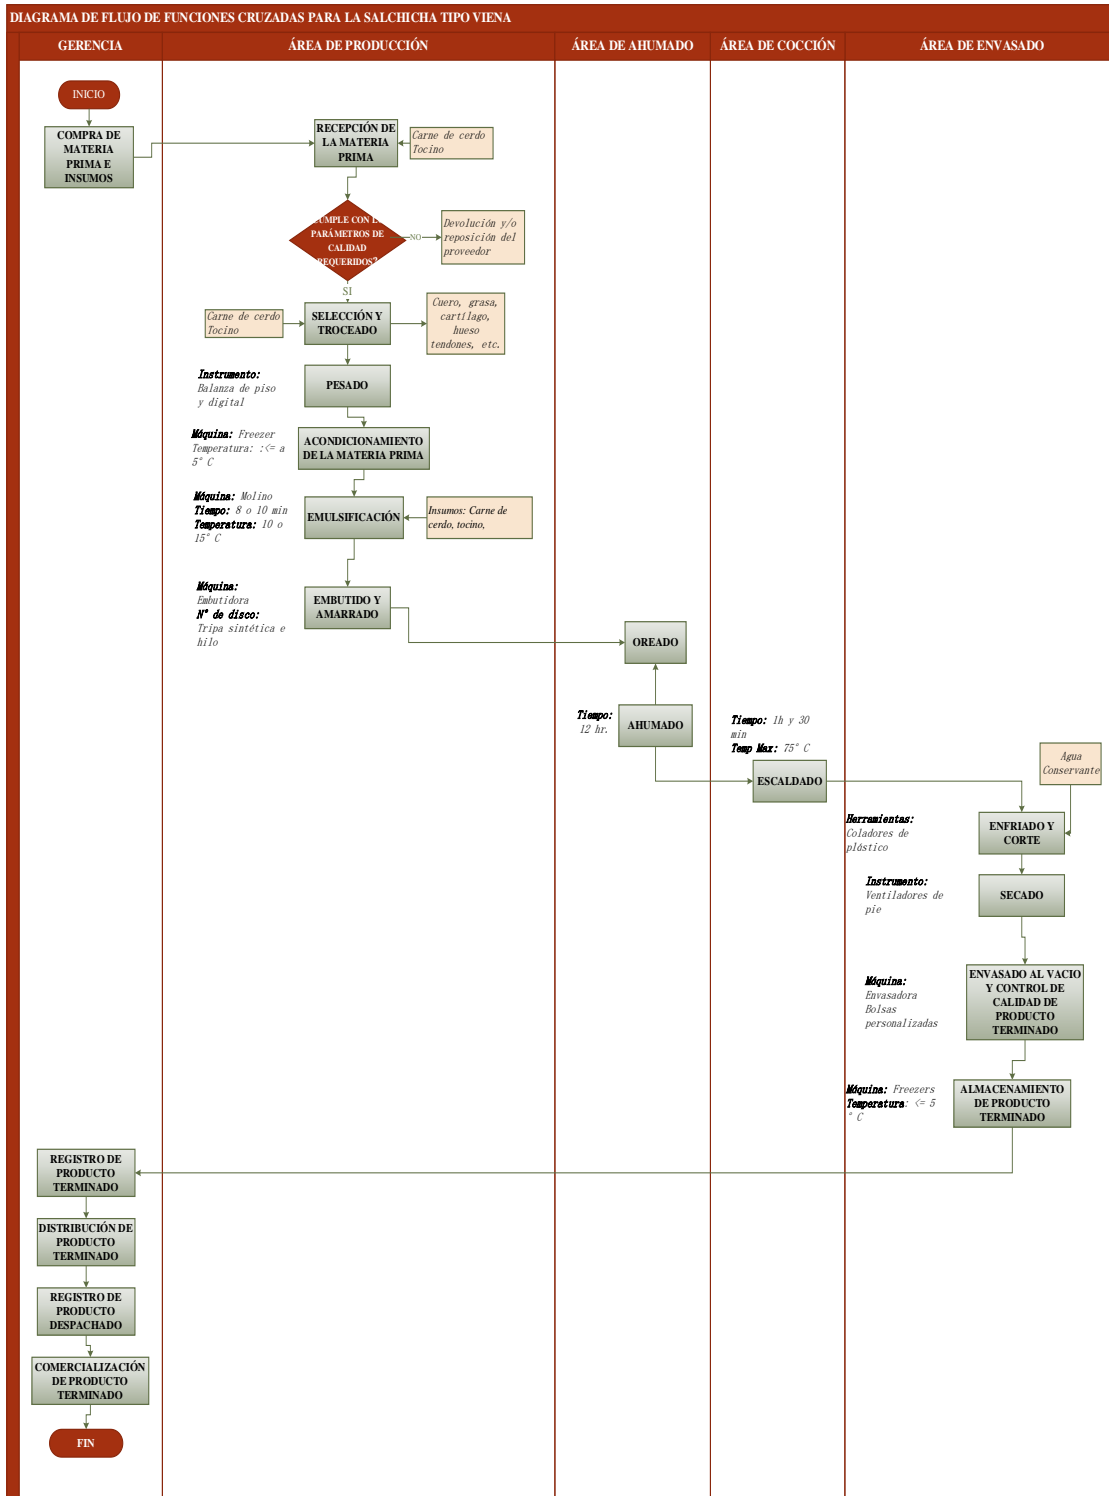 DIAGRAMA DE FLUJO DE FUNCIONES CRUZADAS PARA LA SALCHICHA TIPO VIENA
GERENCIA
ÁREA DE PRODUCCIÓN
ÁREA DE AHUMADO
ÁREA DE COCCIÓN
ÁREA DE ENVASADO
INICIO
COMPRA DE
MATERIA
PRIMA E
INSUMOS
RECEPCIÓN DE
LA MATERIA
PRIMA
Carne de cerdo
Tocino
UMPLE CON L
PARÁMETROS DE
CALIDAD
REQUERIDOS?
NO
Devolución y/o
reposición del
proveedor
SI
Carne de cerdo
Tocino
SELECCIÓN Y
TROCEADO
Cuero, grasa,
cartílago,
hueso
tendones, etc.
Instrumento:
Balanza de piso
y digital
PESADO
Máquina: Freezer
Temperatura: :<= a
5° C
ACONDICIONAMIENTO
DE LA MATERIA PRIMA
Máquina: Molino
Tiempo: 8 o 10 min
Temperatura: 10 o
15° C
EMULSIFICACIÓN
Insumos: Carne de
cerdo, tocino,
Máquina:
Embutidora
N° de disco:
Tripa sintética e
hilo
EMBUTIDO Y
AMARRADO
OREADO
Tiempo:
12 hr.
AHUMADO
Tiempo: 1h y 30
min
Temp Max: 75° C
ESCALDADO
Agua
Conservante
Herramientas:
Coladores de
plástico
ENFRIADO Y
CORTE
Instrumento:
Ventiladores de
pie
SECADO
Máquina:
Envasadora
Bolsas
personalizadas
ENVASADO AL VACIO
Y CONTROL DE
CALIDAD DE
PRODUCTO
TERMINADO
Máquina: Freezers
Temperatura: <= 5
° C
ALMACENAMIENTO
DE PRODUCTO
TERMINADO
REGISTRO DE
PRODUCTO
TERMINADO
DISTRIBUCIÓN DE
PRODUCTO
TERMINADO
REGISTRO DE
PRODUCTO
DESPACHADO
COMERCIALIZACIÓN
DE PRODUCTO
TERMINADO
FIN